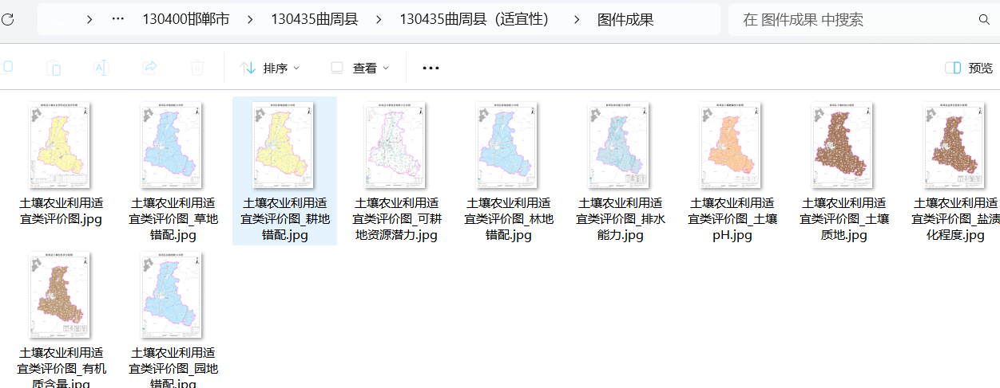 … 130400邯郸市 > 130435曲周县 > 130435曲周县（适宜性） > 图件成果
在 图件成果 中搜索
排序
查看
预览
土壤农业利用适
宜类评价图.jpg
土壤农业利用适
宜类评价图_草地
错配.jpg
土壤农业利用适
宜类评价图_耕地
错配.jpg
土壤农业利用适
宜类评价图_可耕
地资源潜力.jpg
土壤农业利用适
宜类评价图_林地
错配.jpg
土壤农业利用适
宜类评价图_排水
能力.jpg
土壤农业利用适
宜类评价图_土壤
pH.jpg
土壤农业利用适
宜类评价图_土壤
质地.jpg
土壤农业利用适
宜类评价图_盐渍
化程度.jpg
土壤农业利用适
宜类评价图_有机
质含量.jpg
土壤农业利用适
宜类评价图_园地
错配.jpg